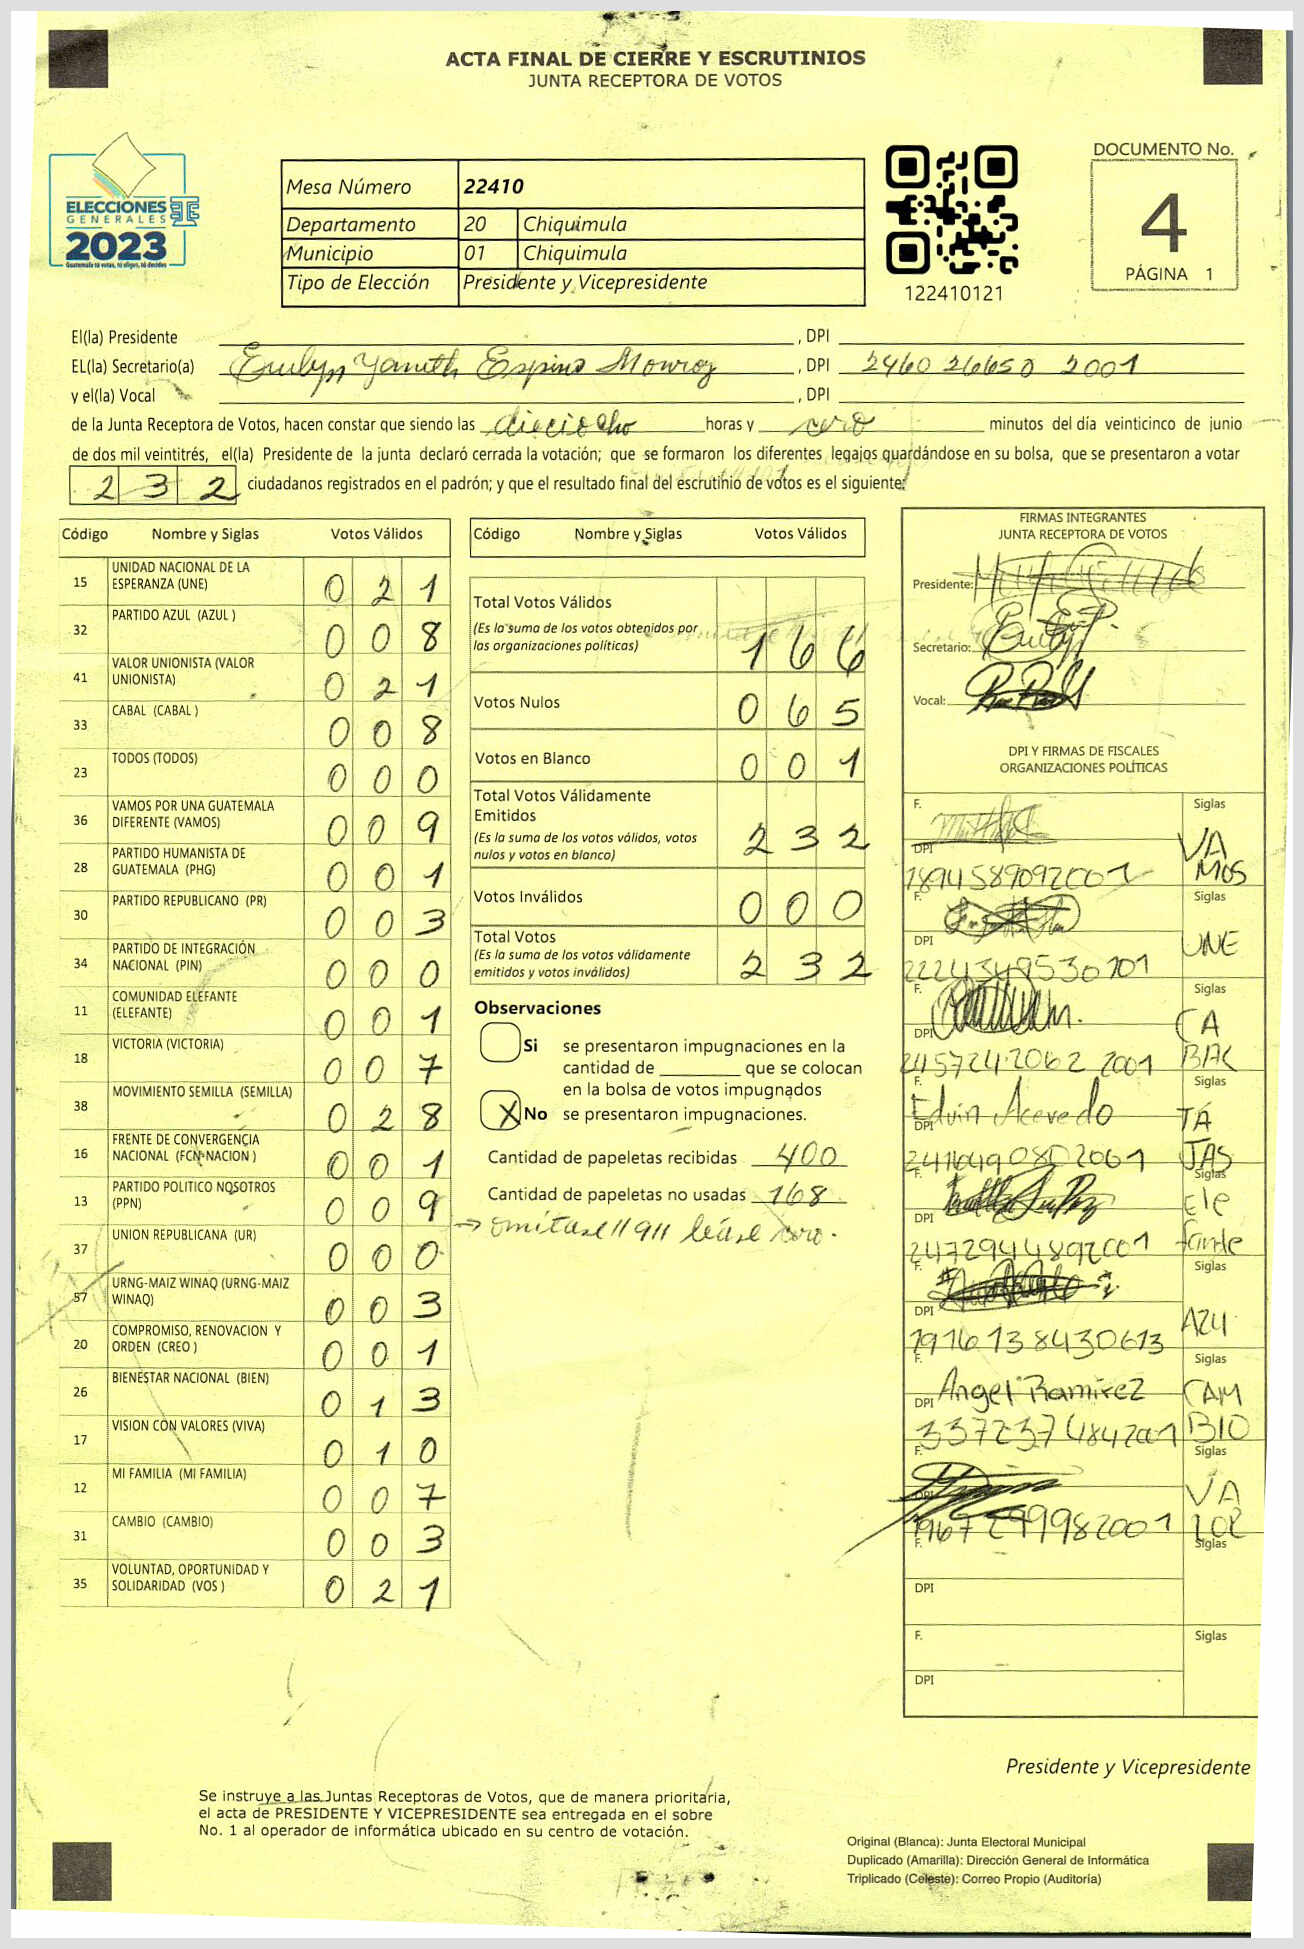 ACTA FINAL DE CIERRE Y ESCRUTINIOS
JUNTA RECEPTORA DE VOTOS
ELECCIONES
GENERALES
2023
Guatemala tú votas, tú eliges, tú decides
Mesa Número 22410
Departamento 20 Chiquimula
Municipio 01 Chiquimula
Tipo de Elección Presidente y Vicepresidente
122410121
DOCUMENTO No.
4
PÁGINA 1
El(la) Presidente , DPI
EL(la) Secretario(a) Evelyn Yaneth Espino Monroy , DPI 2460 26650 2001
y el(la) Vocal , DPI
de la Junta Receptora de Votos, hacen constar que siendo las dieciocho horas y cero minutos del día veinticinco de junio
de dos mil veintitrés, el(la) Presidente de la junta declaró cerrada la votación; que se formaron los diferentes legajos guardándose en su bolsa, que se presentaron a votar
232 ciudadanos registrados en el padrón; y que el resultado final del escrutinio de votos es el siguiente:
Código Nombre y Siglas Votos Válidos
15 UNIDAD NACIONAL DE LA ESPERANZA (UNE) 0 2 1
32 PARTIDO AZUL (AZUL ) 0 0 8
41 VALOR UNIONISTA (VALOR UNIONISTA) 0 2 1
33 CABAL (CABAL ) 0 0 8
23 TODOS (TODOS) 0 0 0
36 VAMOS POR UNA GUATEMALA DIFERENTE (VAMOS) 0 0 9
28 PARTIDO HUMANISTA DE GUATEMALA (PHG) 0 0 1
30 PARTIDO REPUBLICANO (PR) 0 0 3
34 PARTIDO DE INTEGRACIÓN NACIONAL (PIN) 0 0 0
11 COMUNIDAD ELEFANTE (ELEFANTE) 0 0 1
18 VICTORIA (VICTORIA) 0 0 7
38 MOVIMIENTO SEMILLA (SEMILLA) 0 2 8
16 FRENTE DE CONVERGENCIA NACIONAL (FCN-NACION ) 0 0 1
13 PARTIDO POLITICO NOSOTROS (PPN) 0 0 9
37 UNION REPUBLICANA (UR) 0 0 0
57 URNG-MAIZ WINAQ (URNG-MAIZ WINAQ) 0 0 3
20 COMPROMISO, RENOVACION Y ORDEN (CREO ) 0 0 1
26 BIENESTAR NACIONAL (BIEN) 0 1 3
17 VISION CON VALORES (VIVA) 0 1 0
12 MI FAMILIA (MI FAMILIA) 0 0 7
31 CAMBIO (CAMBIO) 0 0 3
35 VOLUNTAD, OPORTUNIDAD Y SOLIDARIDAD (VOS ) 0 2 1
Código Nombre y Siglas Votos Válidos
Total Votos Válidos
(Es la suma de los votos obtenidos por
las organizaciones políticas) 1 6 6
Votos Nulos 0 6 5
Votos en Blanco 0 0 1
Total Votos Válidamente
Emitidos
(Es la suma de los votos válidos, votos
nulos y votos en blanco) 2 3 2
Votos Inválidos 0 0 0
Total Votos
(Es la suma de los votos válidamente
emitidos y votos inválidos) 2 3 2
Observaciones
Si se presentaron impugnaciones en la
cantidad de ________ que se colocan
en la bolsa de votos impugnados
X No se presentaron impugnaciones.
Cantidad de papeletas recibidas 400
Cantidad de papeletas no usadas 168
→ omitase "9" léase cero.
FIRMAS INTEGRANTES
JUNTA RECEPTORA DE VOTOS
Presidente:
Secretario:
Vocal:
DPI Y FIRMAS DE FISCALES
ORGANIZACIONES POLÍTICAS
F. Siglas
DPI VAMOS
1894589092001
F. Siglas
DPI UNE
2224349530101
F. Siglas
DPI CABAL
2457242062 2001
F. Edvin Acevedo Siglas
DPI
2411649080 2061
F. Siglas
DPI Elefante
2472944892001
F. Siglas
DPI AZU
1916138430613
F. Siglas
DPI Angel Ramirez CAMBIO
3372374842001
F. Siglas
DPI VALOR
1967299982001
F. Siglas
DPI
F. Siglas
DPI
Presidente y Vicepresidente
Se instruye a las Juntas Receptoras de Votos, que de manera prioritaria,
el acta de PRESIDENTE Y VICEPRESIDENTE sea entregada en el sobre
No. 1 al operador de informática ubicado en su centro de votación.
Original (Blanca): Junta Electoral Municipal
Duplicado (Amarilla): Dirección General de Informática
Triplicado (Celeste): Correo Propio (Auditoría)